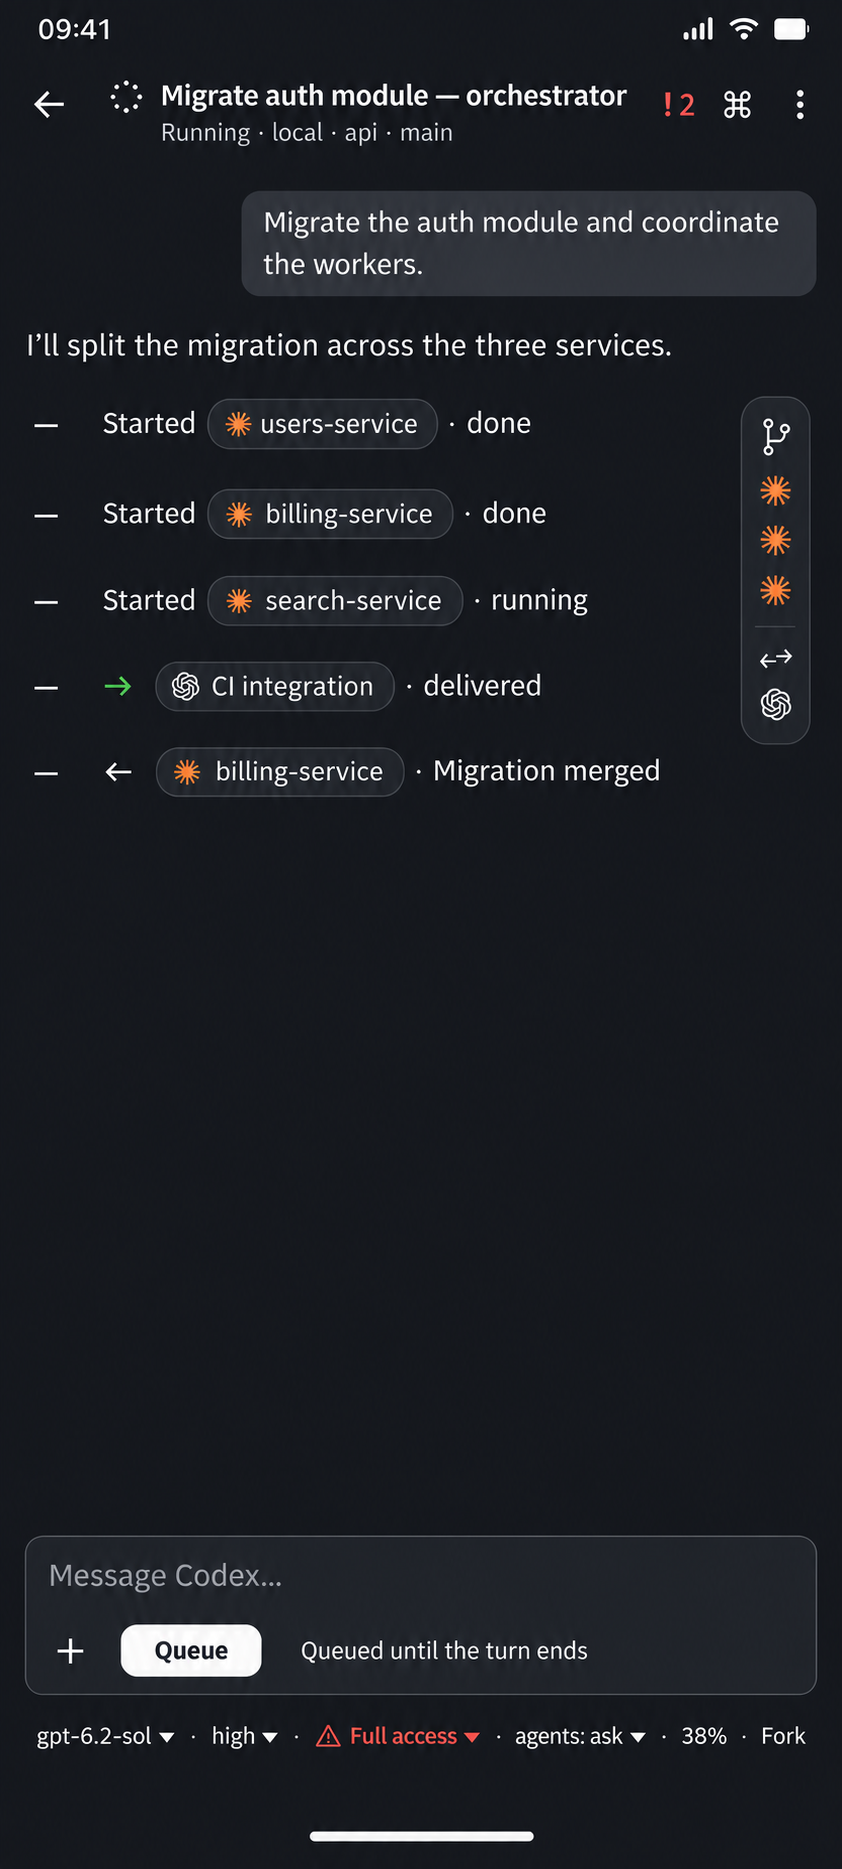 09:41
Migrate auth module — orchestrator
Running · local · api · main
!2
Migrate the auth module and coordinate
the workers.
I’ll split the migration across the three services.
— Started users-service · done
— Started billing-service · done
— Started search-service · running
— → CI integration · delivered
— ← billing-service · Migration merged
Message Codex...
+ Queue Queued until the turn ends
gpt-6.2-sol · high · Full access · agents: ask · 38% · Fork